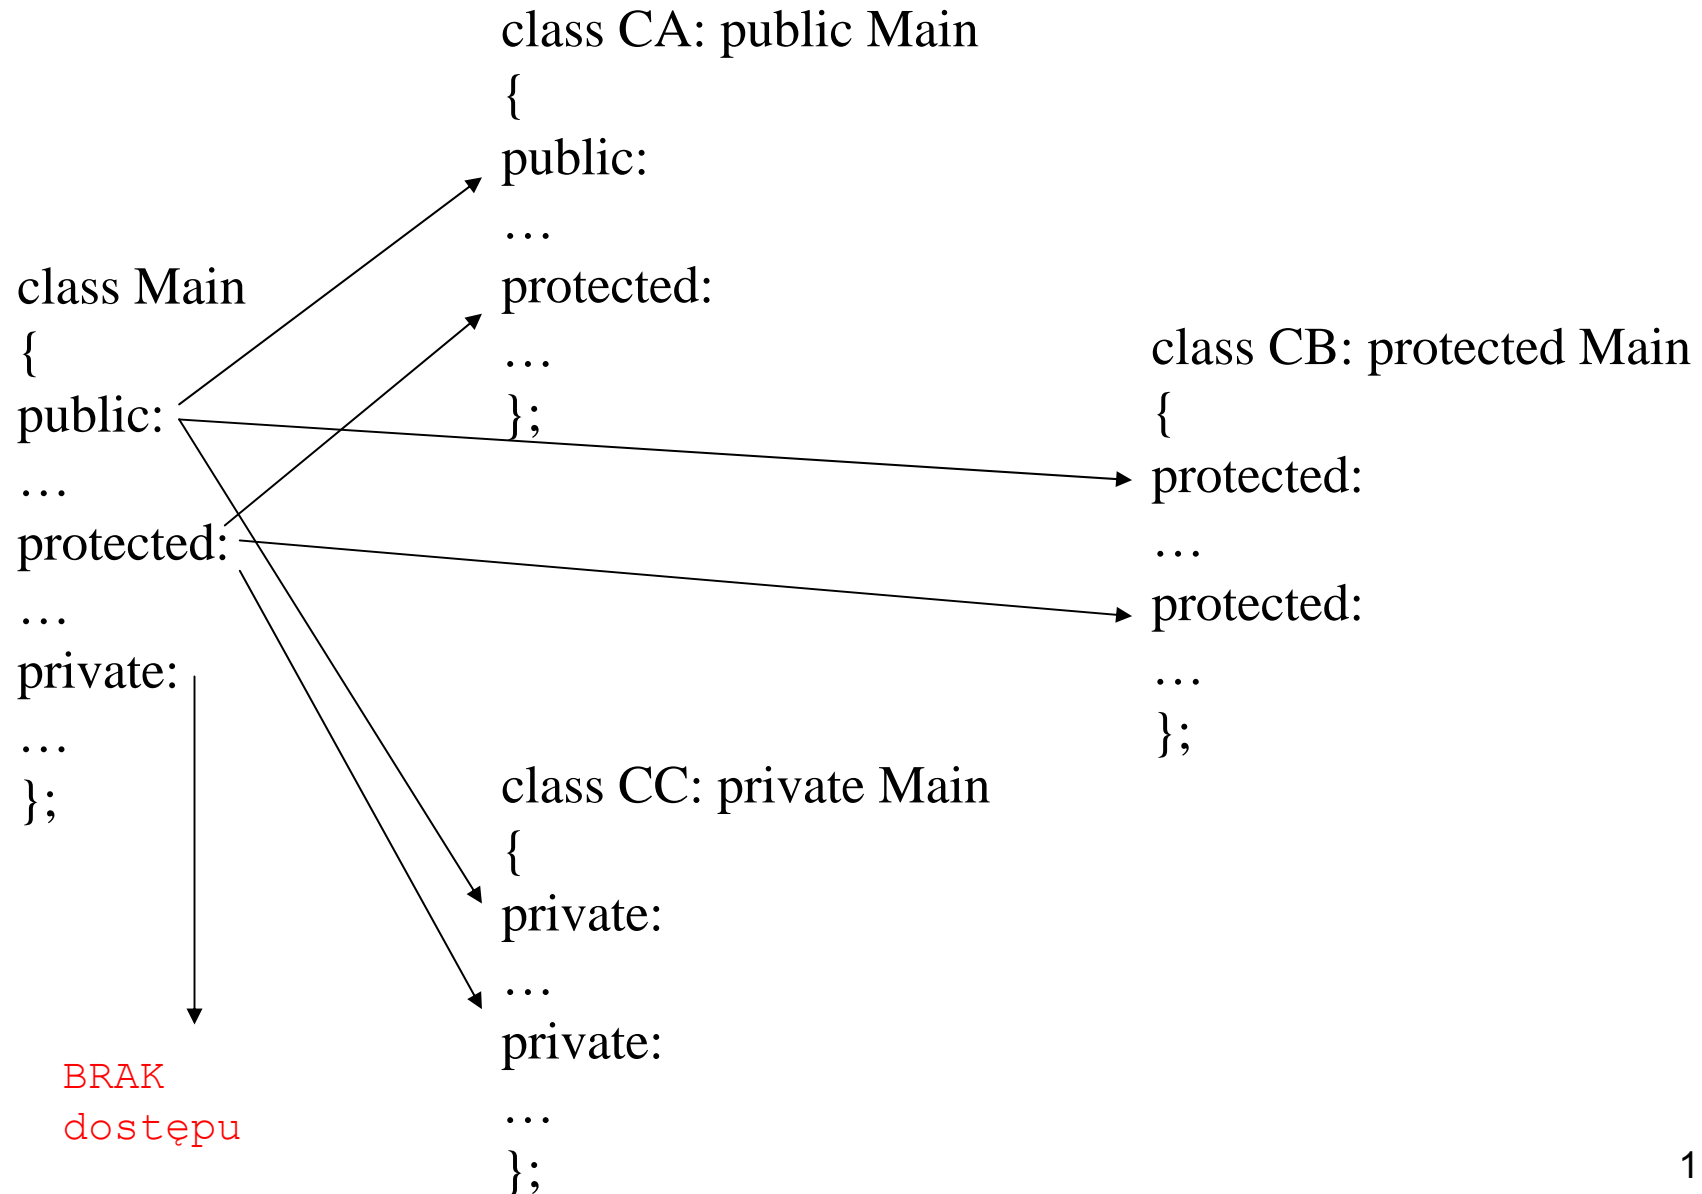 class CA: public Main
{
public:
…
protected:
…
};
class Main
{
public:
…
protected:
…
private:
…
};
class CB: protected Main
{
protected:
…
protected:
…
};
class CC: private Main
{
private:
…
private:
…
};
BRAK
dostępu
1